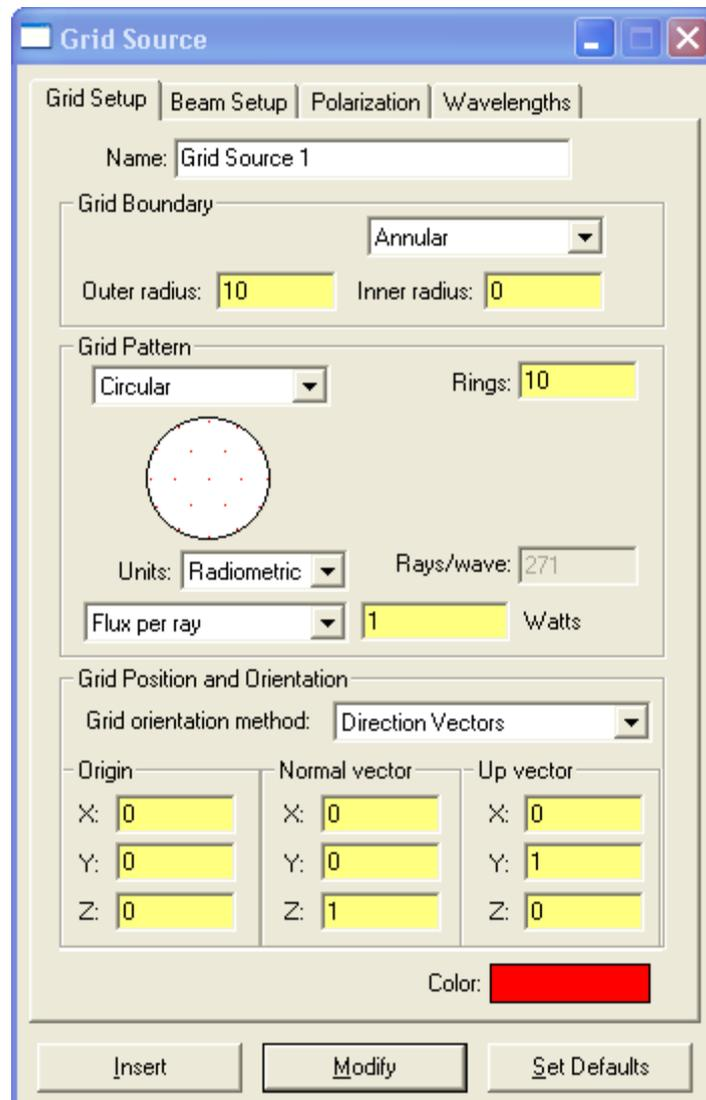 Grid Source
Grid Setup Beam Setup Polarization Wavelengths
Name: Grid Source 1
Grid Boundary
Annular
Outer radius: 10 Inner radius: 0
Grid Pattern
Circular Rings: 10
Units: Radiometric Rays/wave: 271
Flux per ray 1 Watts
Grid Position and Orientation
Grid orientation method: Direction Vectors
Origin Normal vector Up vector
X: 0 X: 0 X: 0
Y: 0 Y: 0 Y: 1
Z: 0 Z: 1 Z: 0
Color:
Insert Modify Set Defaults